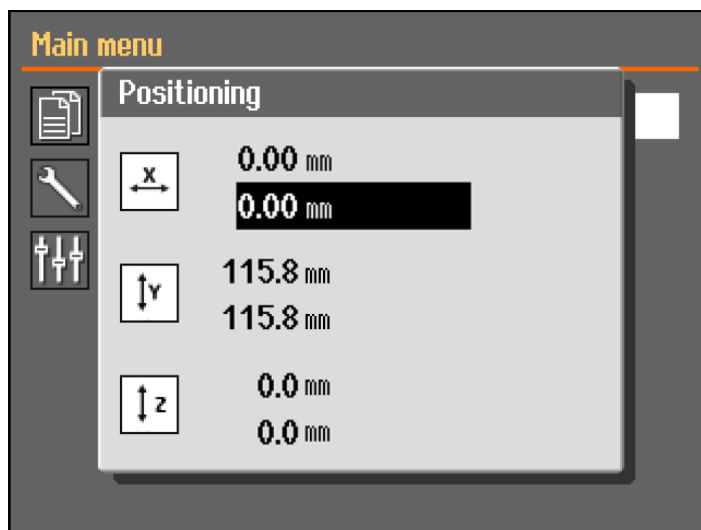 Main menu
Positioning
X
0.00 mm
0.00 mm
Y
115.8 mm
115.8 mm
Z
0.0 mm
0.0 mm